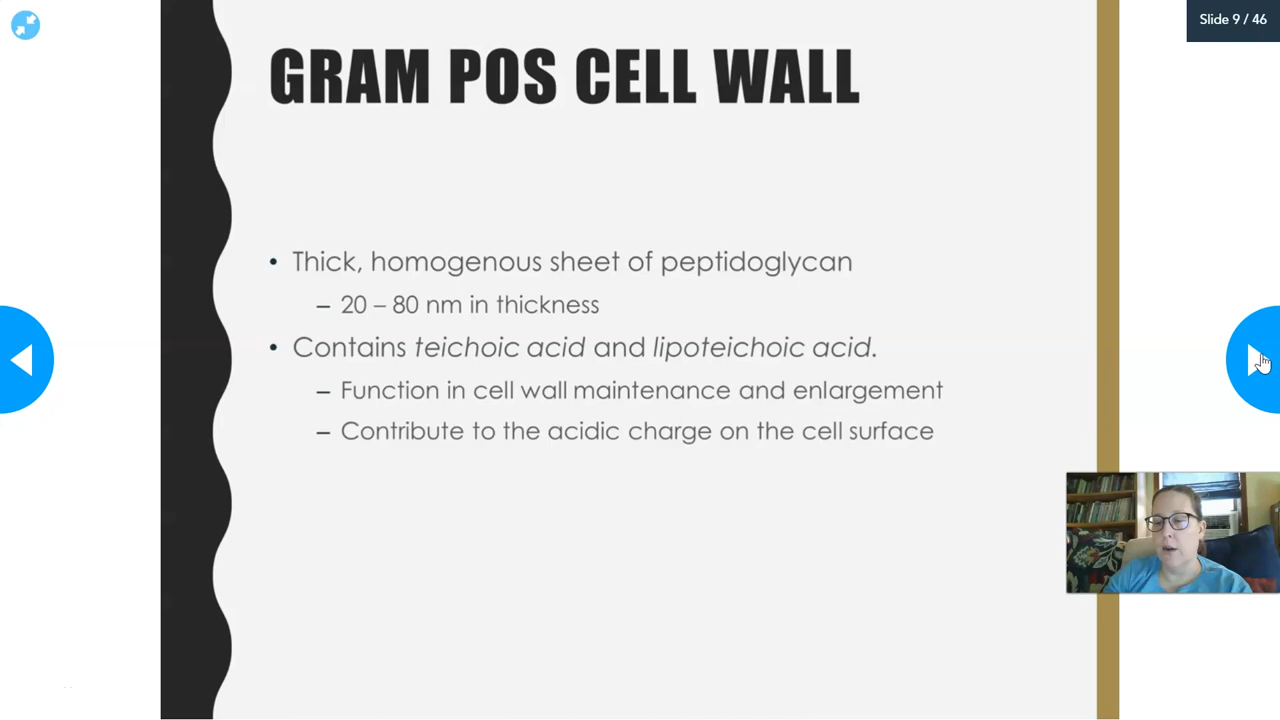 Slide 9 / 46
GRAM POS CELL WALL
• Thick, homogenous sheet of peptidoglycan
– 20 – 80 nm in thickness
• Contains teichoic acid and lipoteichoic acid.
– Function in cell wall maintenance and enlargement
– Contribute to the acidic charge on the cell surface